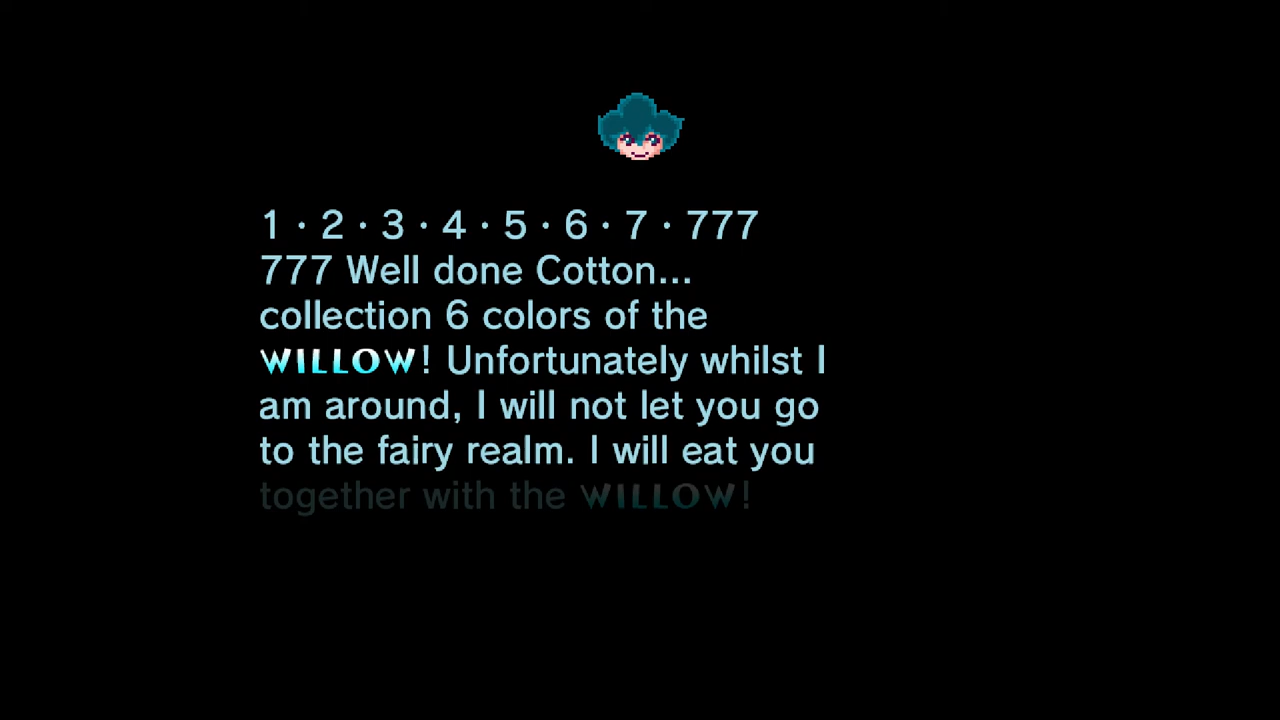 1 · 2 · 3 · 4 · 5 · 6 · 7 · 777
777 Well done Cotton...
collection 6 colors of the
WILLOW! Unfortunately whilst I
am around, I will not let you go
to the fairy realm. I will eat you
together with the WILLOW!